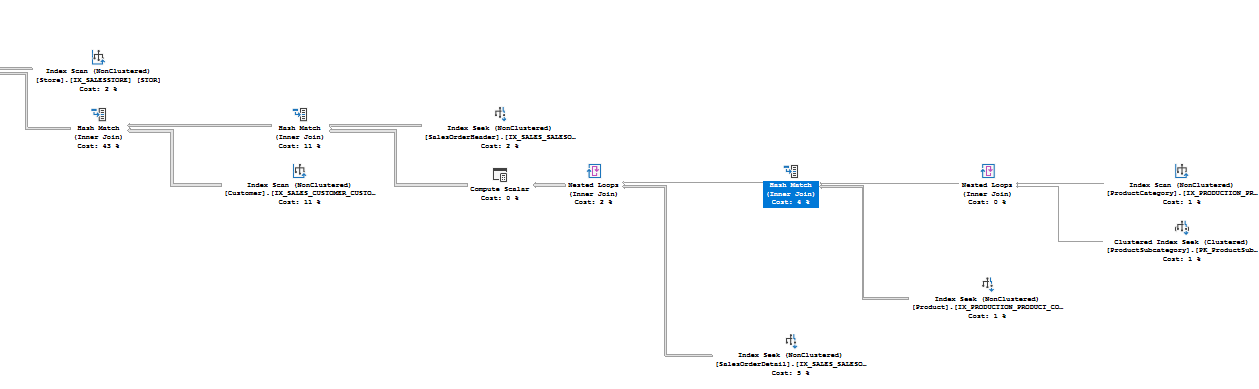 Index Scan (NonClustered)
[Store].[IX_SALESSTORE] [STOR]
Cost: 2 %
Hash Match
(Inner Join)
Cost: 43 %
Hash Match
(Inner Join)
Cost: 11 %
Index Seek (NonClustered)
[SalesOrderHeader].[IX_SALES_SALESO…
Cost: 2 %
Index Scan (NonClustered)
[Customer].[IX_SALES_CUSTOMER_CUSTO…
Cost: 11 %
Compute Scalar
Cost: 0 %
Nested Loops
(Inner Join)
Cost: 2 %
Hash Match
(Inner Join)
Cost: 4 %
Nested Loops
(Inner Join)
Cost: 0 %
Index Scan (NonClustered)
[ProductCategory].[IX_PRODUCTION_PR…
Cost: 1 %
Clustered Index Seek (Clustered)
[ProductSubcategory].[PK_ProductSub…
Cost: 1 %
Index Seek (NonClustered)
[Product].[IX_PRODUCTION_PRODUCT_CO…
Cost: 1 %
Index Seek (NonClustered)
[SalesOrderDetail].[IX_SALES_SALESO…
Cost: 5 %